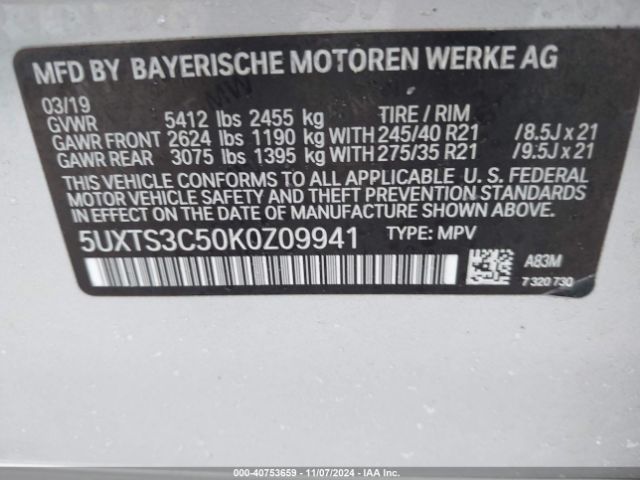 MFD BY BAYERISCHE MOTOREN WERKE AG
03/19
GVWR 5412 lbs 2455 kg TIRE / RIM
GAWR FRONT 2624 lbs 1190 kg WITH 245/40 R21 /8.5J x 21
GAWR REAR 3075 lbs 1395 kg WITH 275/35 R21 /9.5J x 21
THIS VEHICLE CONFORMS TO ALL APPLICABLE U. S. FEDERAL
MOTOR VEHICLE SAFETY AND THEFT PREVENTION STANDARDS
IN EFFECT ON THE DATE OF MANUFACTURE SHOWN ABOVE.
5UXTS3C50K0Z09941 TYPE: MPV
A83M
7 320 730
000-40753659 - 11/07/2024 - IAA Inc.